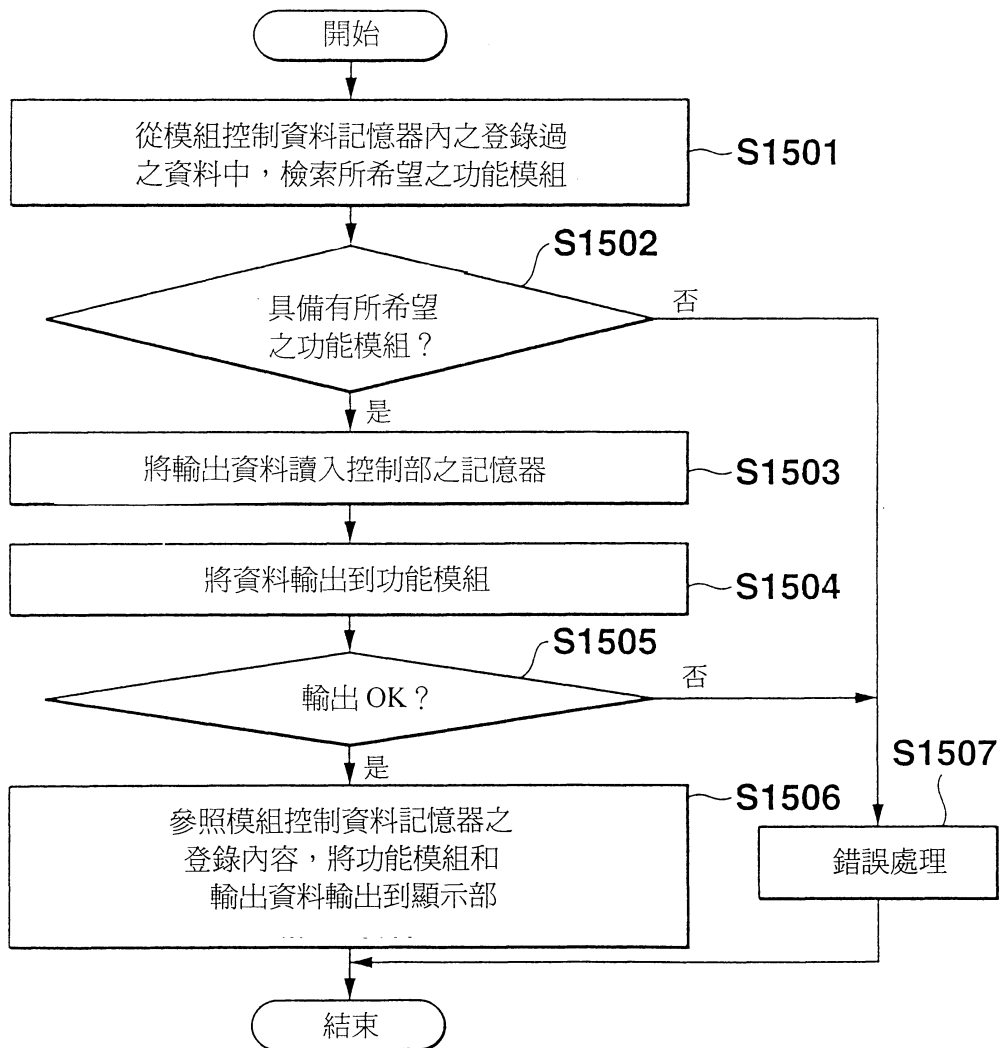 開始
從模組控制資料記憶器內之登錄過
之資料中，檢索所希望之功能模組
S1501
S1502
具備有所希望
之功能模組？
否
是
將輸出資料讀入控制部之記憶器
S1503
將資料輸出到功能模組
S1504
S1505
輸出 OK？
否
是
S1506
參照模組控制資料記憶器之
登錄內容，將功能模組和
輸出資料輸出到顯示部
S1507
錯誤處理
結束